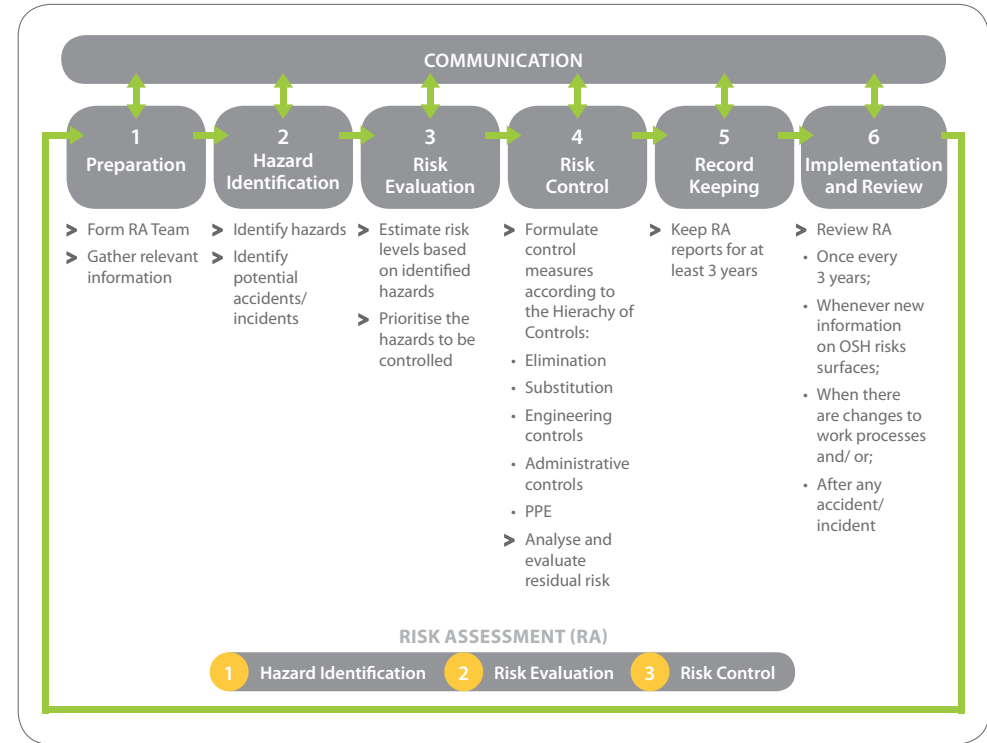 COMMUNICATION
1
Preparation
> Form RA Team
> Gather relevant
information
2
Hazard
Identification
> Identify hazards
> Identify
potential
accidents/
incidents
3
Risk
Evaluation
> Estimate risk
levels based
on identified
hazards
> Prioritise the
hazards to be
controlled
4
Risk
Control
> Formulate
control
measures
according to
the Hierachy of
Controls:
• Elimination
• Substitution
• Engineering
controls
• Administrative
controls
• PPE
> Analyse and
evaluate
residual risk
5
Record
Keeping
> Keep RA
reports for at
least 3 years
6
Implementation
and Review
> Review RA
• Once every
3 years;
• Whenever new
information
on OSH risks
surfaces;
• When there
are changes to
work processes
and/ or;
• After any
accident/
incident
RISK ASSESSMENT (RA)
1 Hazard Identification 2 Risk Evaluation 3 Risk Control